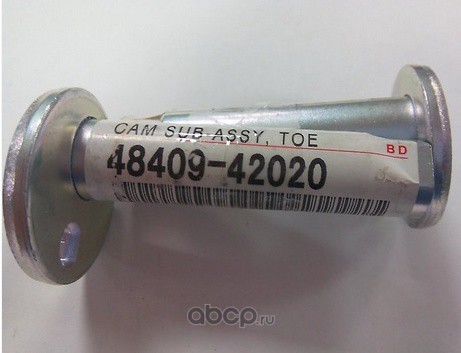 CAM SUB-ASSY, TOE
BD
48409-42020
abcp.ru